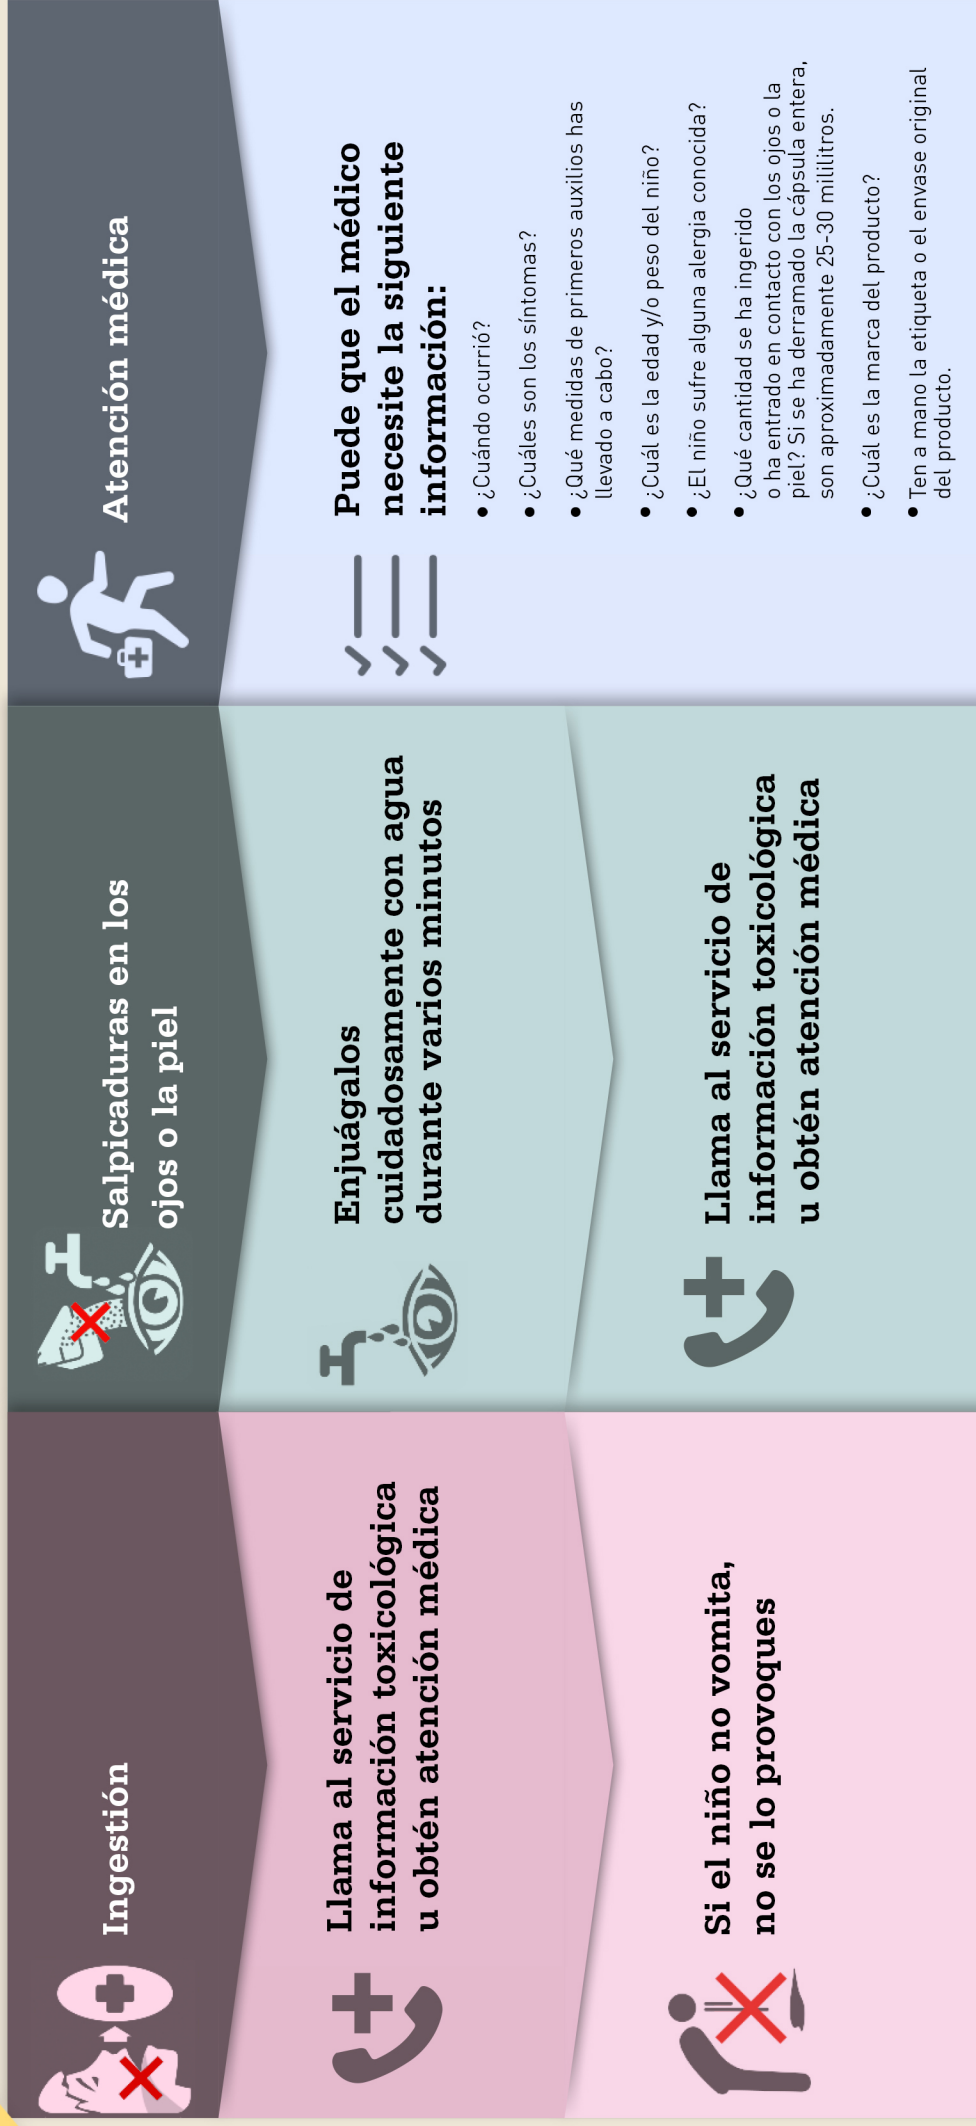 Ingestión
Llama al servicio de
información toxicológica
u obtén atención médica
Si el niño no vomita,
no se lo provoques
Salpicaduras en los
ojos o la piel
Enjuágalos
cuidadosamente con agua
durante varios minutos
Llama al servicio de
información toxicológica
u obtén atención médica
Atención médica
Puede que el médico
necesite la siguiente
información:
• ¿Cuándo ocurrió?
• ¿Cuáles son los síntomas?
• ¿Qué medidas de primeros auxilios has
llevado a cabo?
• ¿Cuál es la edad y/o peso del niño?
• ¿El niño sufre alguna alergia conocida?
• ¿Qué cantidad se ha ingerido
o ha entrado en contacto con los ojos o la
piel? Si se ha derramado la cápsula entera,
son aproximadamente 25-30 mililitros.
• ¿Cuál es la marca del producto?
• Ten a mano la etiqueta o el envase original
del producto.